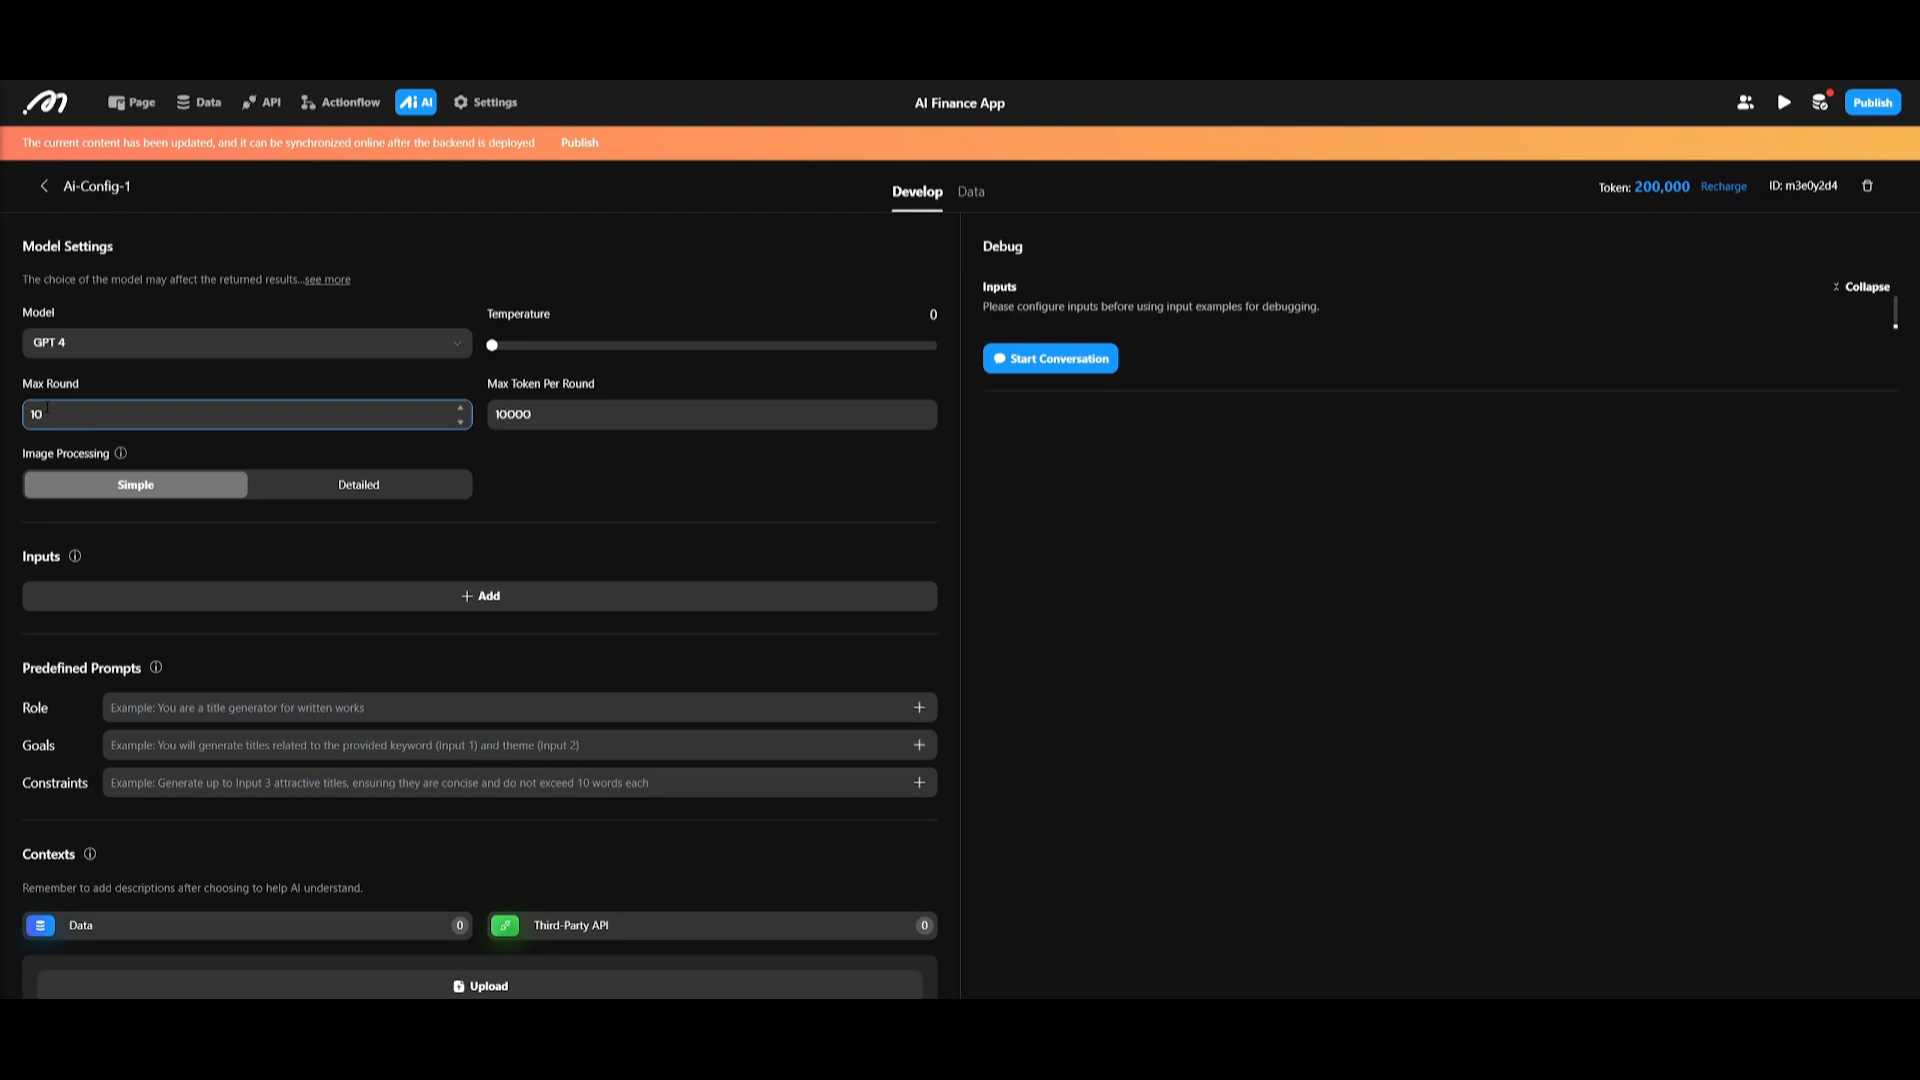 Page Data API Actionflow AI Settings AI Finance App Publish
The current content has been updated, and it can be synchronized online after the backend is deployed Publish
Ai-Config-1 Develop Data Token: 200,000 Recharge ID: m3e0y2d4
Model Settings
The choice of the model may affect the returned results...see more
Model
Temperature 0
GPT 4
Max Round
Max Token Per Round
10
10000
Image Processing
Simple Detailed
Inputs
+ Add
Predefined Prompts
Role Example: You are a title generator for written works
Goals Example: You will generate titles related to the provided keyword (Input 1) and theme (Input 2)
Constraints Example: Generate up to Input 3 attractive titles, ensuring they are concise and do not exceed 10 words each
Contexts
Remember to add descriptions after choosing to help AI understand.
Data 0 Third-Party API 0
Upload
Debug
Inputs Collapse
Please configure inputs before using input examples for debugging.
Start Conversation